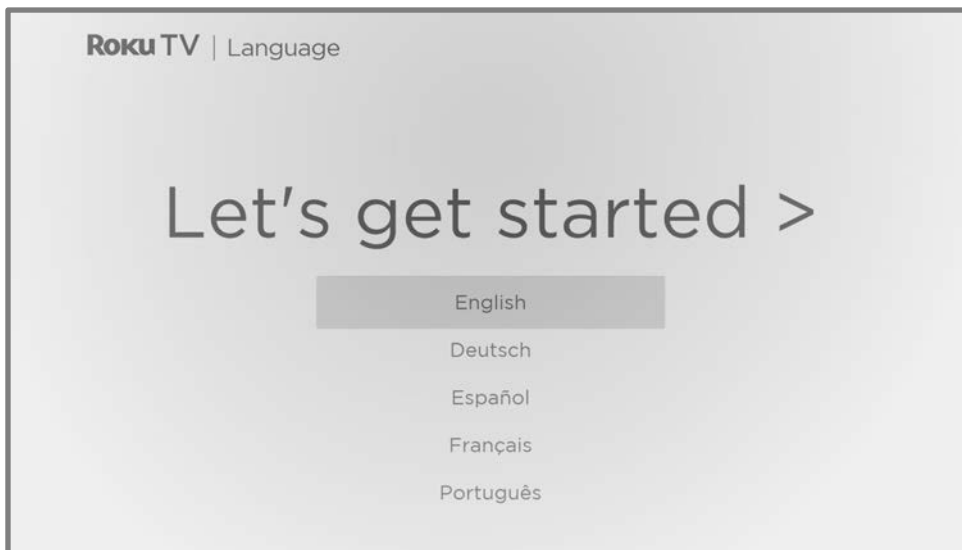 Roku TV | Language
Let's get started >
English
Deutsch
Español
Français
Português